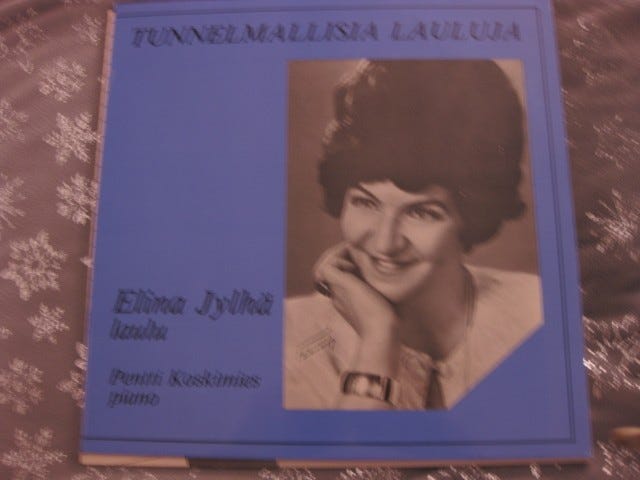 TUNNELMALLISIA LAULUJA
Elina Jylhä
laulu
Pentti Koskimies
piano